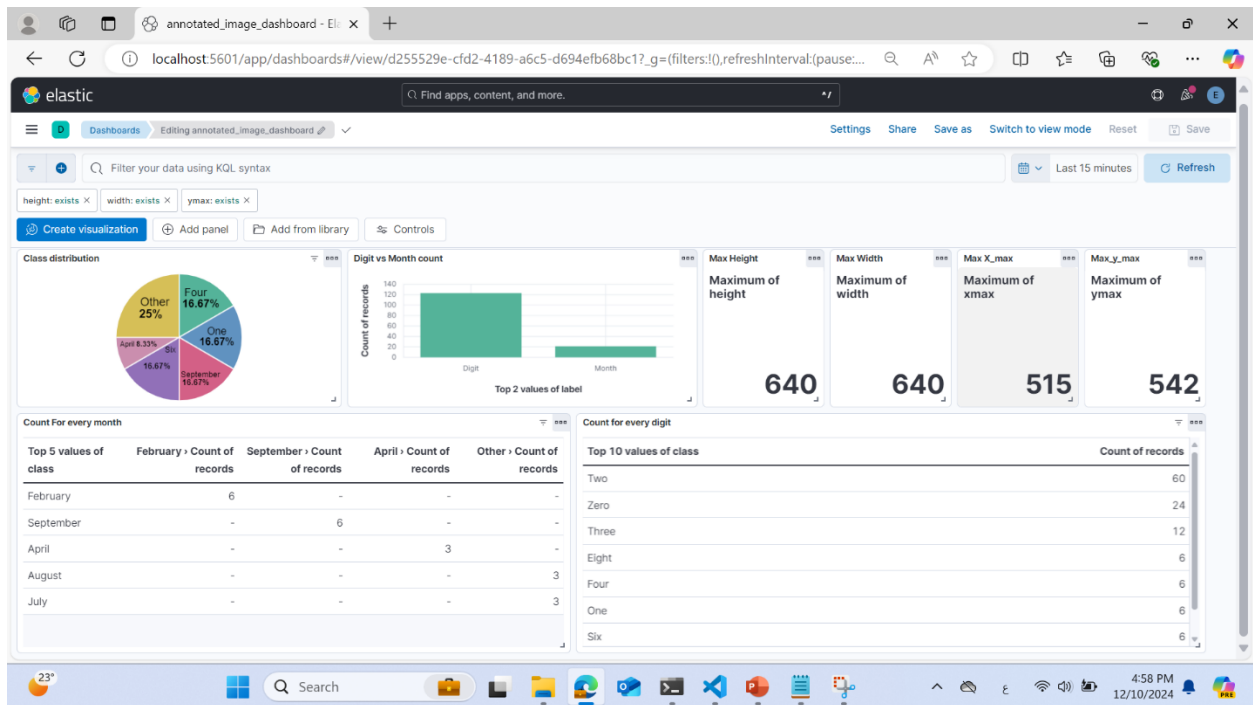 annotated_image_dashboard - Ela
localhost:5601/app/dashboards#/view/d255529e-cfd2-4189-a6c5-d694efb68bc1?_g=(filters:!(),refreshInterval:(pause:...
elastic
Find apps, content, and more.
*/
E
D
Dashboards
Editing annotated_image_dashboard
Settings
Share
Save as
Switch to view mode
Reset
Save
Filter your data using KQL syntax
Last 15 minutes
Refresh
height: exists ×
width: exists ×
ymax: exists ×
Create visualization
Add panel
Add from library
Controls
Class distribution
Other
25%
Four
16.67%
One
16.67%
April 8.33%
Six
16.67%
September
16.67%
Digit vs Month count
Count of records
140
120
100
80
60
40
20
0
Digit
Month
Top 2 values of label
Max Height
Maximum of
height
640
Max Width
Maximum of
width
640
Max X_max
Maximum of
xmax
515
Max_y_max
Maximum of
ymax
542
Count For every month
Top 5 values of class February › Count of records September › Count of records April › Count of records Other › Count of records
February 6 - - -
September - 6 - -
April - - 3 -
August - - - 3
July - - - 3
Count for every digit
Top 10 values of class Count of records
Two 60
Zero 24
Three 12
Eight 6
Four 6
One 6
Six 6
23°
Search
ع
4:58 PM
12/10/2024
PRE